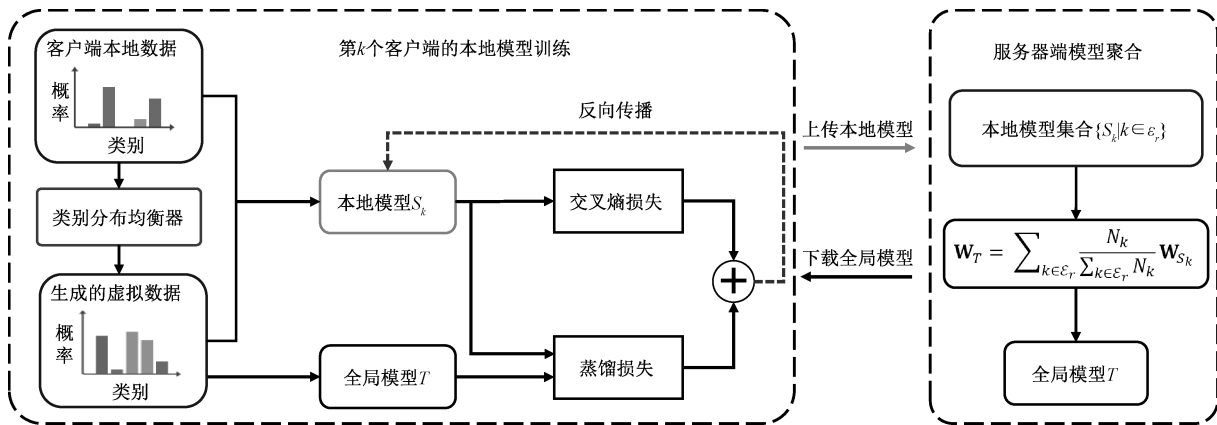 第k个客户端的本地模型训练
客户端本地数据
概率
类别
类别分布均衡器
生成的虚拟数据
概率
类别
反向传播
本地模型S_k
交叉熵损失
+
全局模型T
蒸馏损失
上传本地模型
下载全局模型
服务器端模型聚合
本地模型集合{S_k|k∈ε_r}
W_T = ∑_{k∈ℰ_r} N_k / ∑_{k∈ℰ_r} N_k W_{S_k}
全局模型T